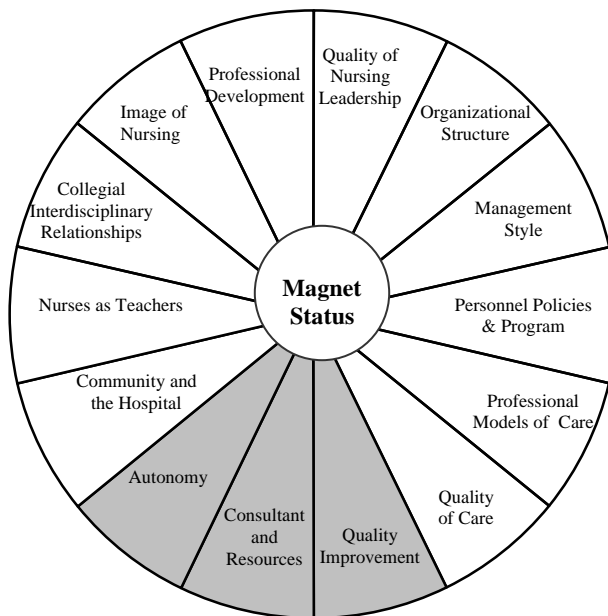 Quality of
Nursing
Leadership
Organizational
Structure
Management
Style
Personnel Policies
& Program
Professional
Models of Care
Quality
of Care
Quality
Improvement
Consultant
and
Resources
Autonomy
Community and
the Hospital
Nurses as Teachers
Collegial
Interdisciplinary
Relationships
Image of
Nursing
Professional
Development
Magnet
Status